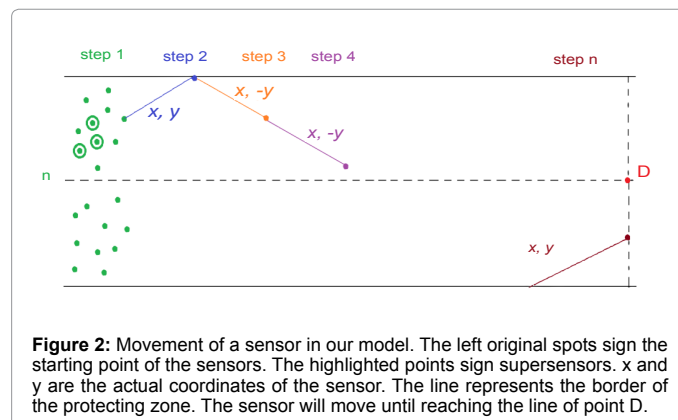 step 1 step 2 step 3 step 4 step n
x, y
x, -y
x, -y
n
D
x, y
Figure 2: Movement of a sensor in our model. The left original spots sign the
starting point of the sensors. The highlighted points sign supersensors. x and
y are the actual coordinates of the sensor. The line represents the border of
the protecting zone. The sensor will move until reaching the line of point D.